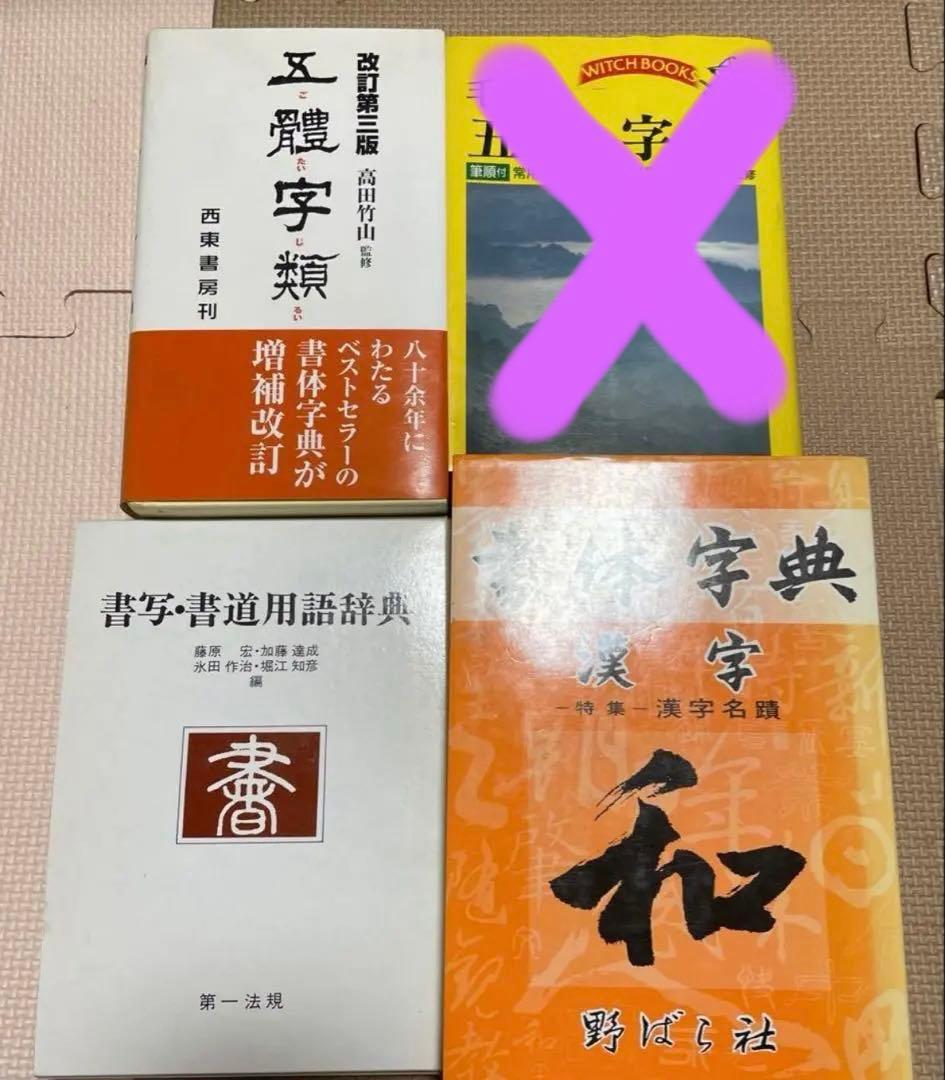 改訂第三版 高田竹山 監修
五體字類
ごたいじるい
西東書房刊
八十余年に
わたる
ベストセラーの
書体字典が
増補改訂
WITCH BOOKS
字
筆順付
修
書写・書道用語辞典
藤原 宏・加藤 達成
氷田 作治・堀江 知彦
編
書
第一法規
書体字典
漢字
−特集−漢字名蹟
和
野ばら社